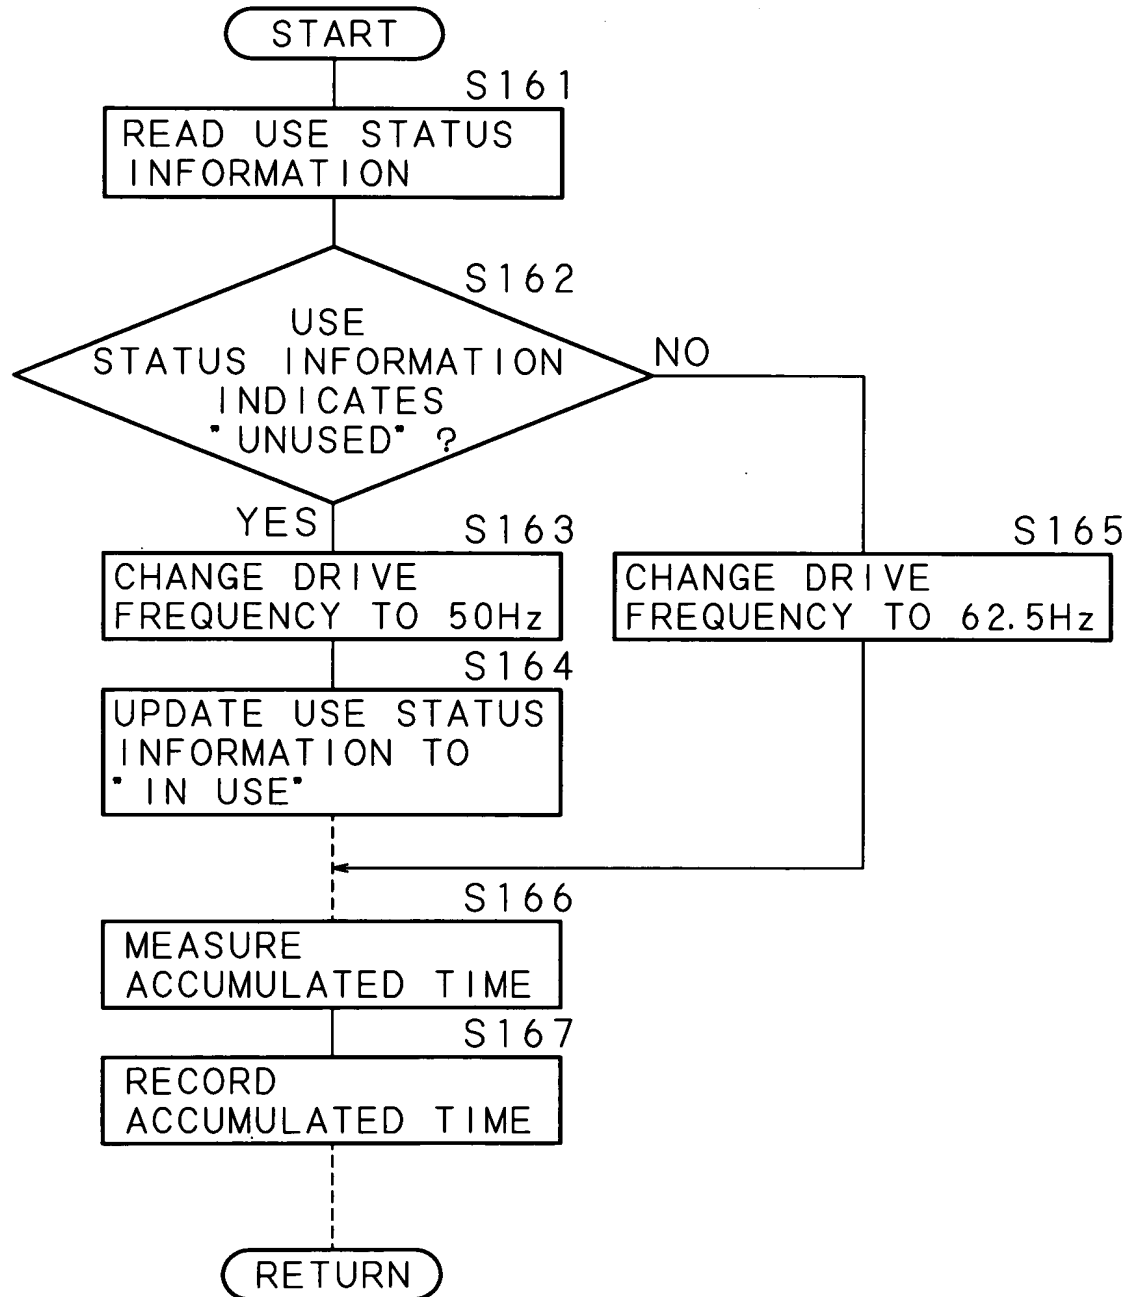 START
S161
READ USE STATUS
INFORMATION
S162
USE
STATUS INFORMATION
INDICATES
"UNUSED" ?
NO
YES
S163
CHANGE DRIVE
FREQUENCY TO 50Hz
S165
CHANGE DRIVE
FREQUENCY TO 62.5Hz
S164
UPDATE USE STATUS
INFORMATION TO
"IN USE"
S166
MEASURE
ACCUMULATED TIME
S167
RECORD
ACCUMULATED TIME
RETURN